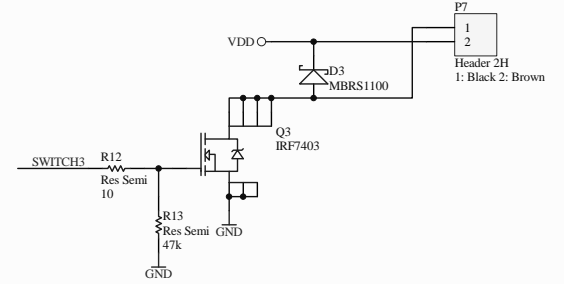 P7
VDD
1
2
Header 2H
1: Black 2: Brown
D3
MBRS1100
Q3
IRF7403
SWITCH3
R12
Res Semi
10
R13
Res Semi
47k
GND
GND